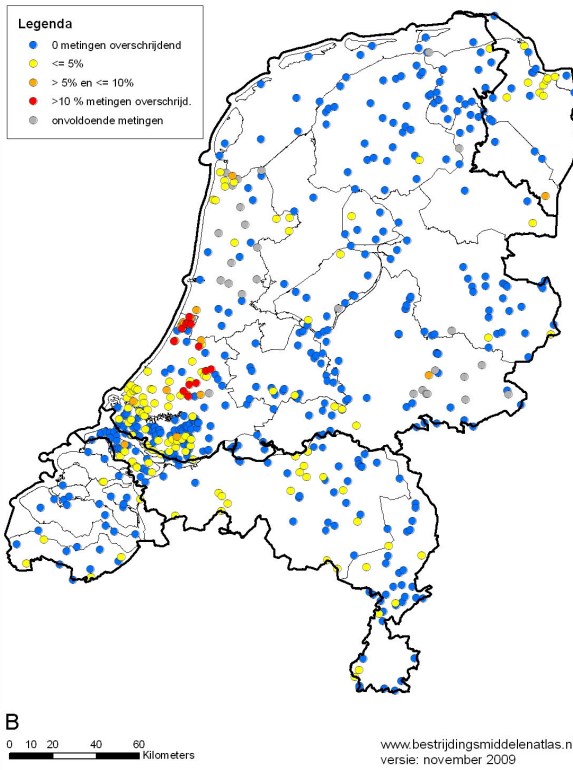 Legenda
0 metingen overschrijdend
<= 5%
> 5% en <= 10%
>10 % metingen overschrijd.
onvoldoende metingen
B
0 10 20 40 60
Kilometers
www.bestrijdingsmiddelenatlas.n
versie: november 2009